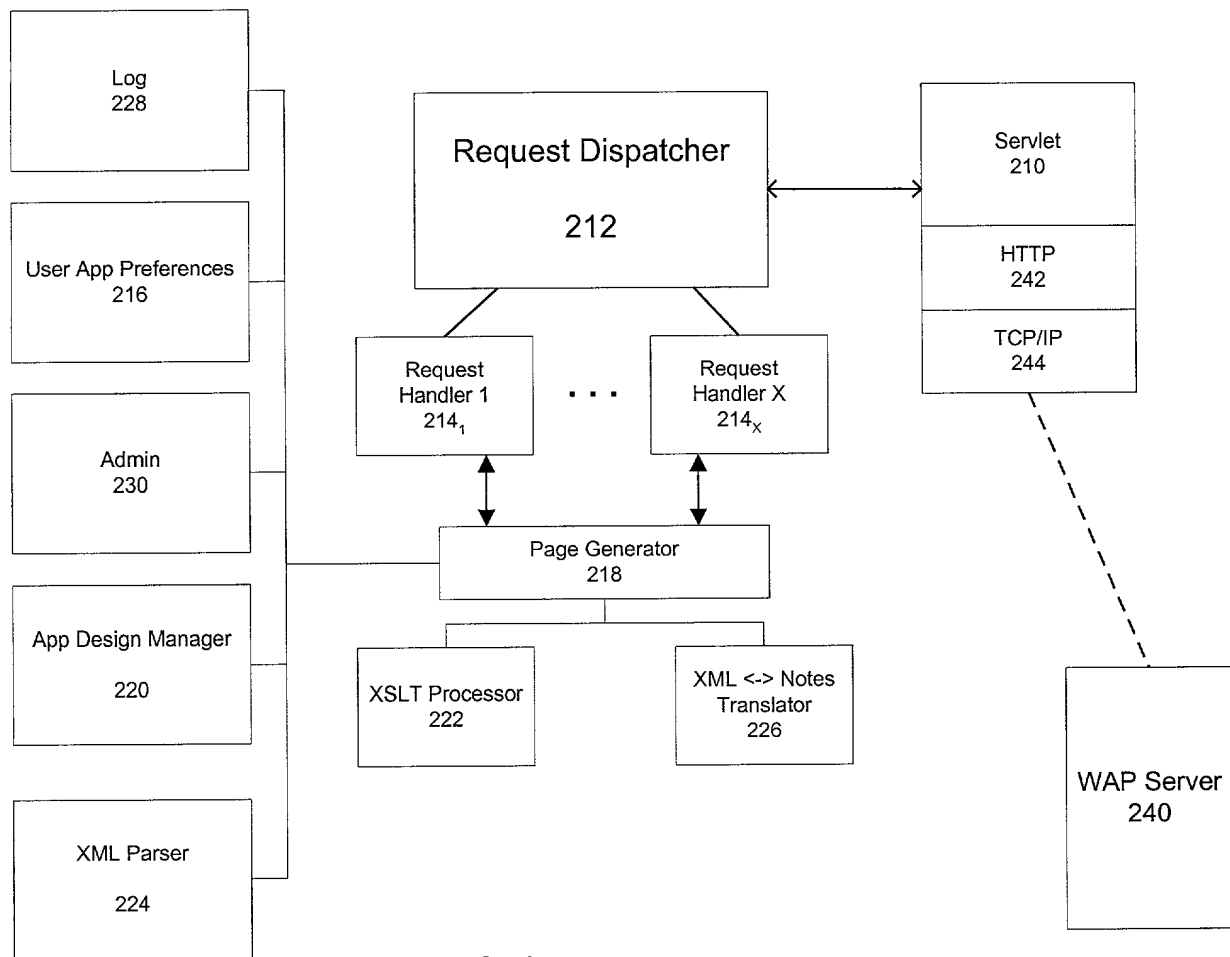 Log
228
User App Preferences
216
Admin
230
App Design Manager
220
XML Parser
224
Request Dispatcher
212
Request
Handler 1
214₁
. . .
Request
Handler X
214ₓ
Page Generator
218
XSLT Processor
222
XML <-> Notes
Translator
226
Servlet
210
HTTP
242
TCP/IP
244
WAP Server
240